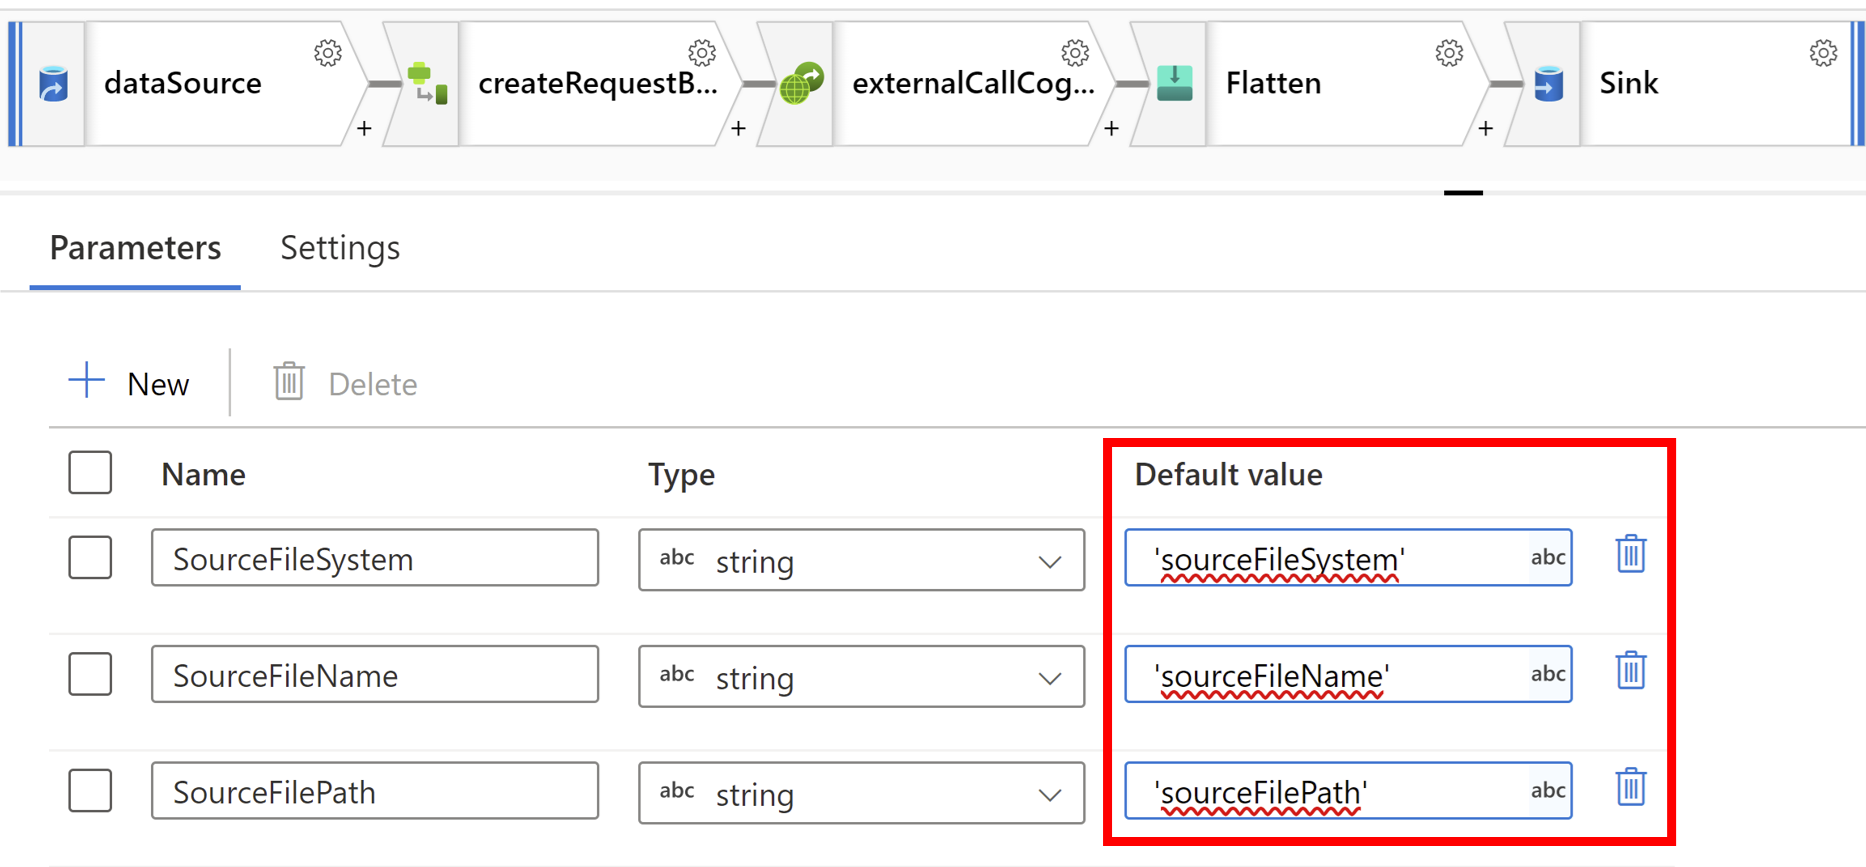 dataSource
+
createRequestB...
+
externalCallCog...
+
Flatten
+
Sink
Parameters
Settings
New
Delete
Name Type Default value
SourceFileSystem abc string 'sourceFileSystem' abc
SourceFileName abc string 'sourceFileName' abc
SourceFilePath abc string 'sourceFilePath' abc